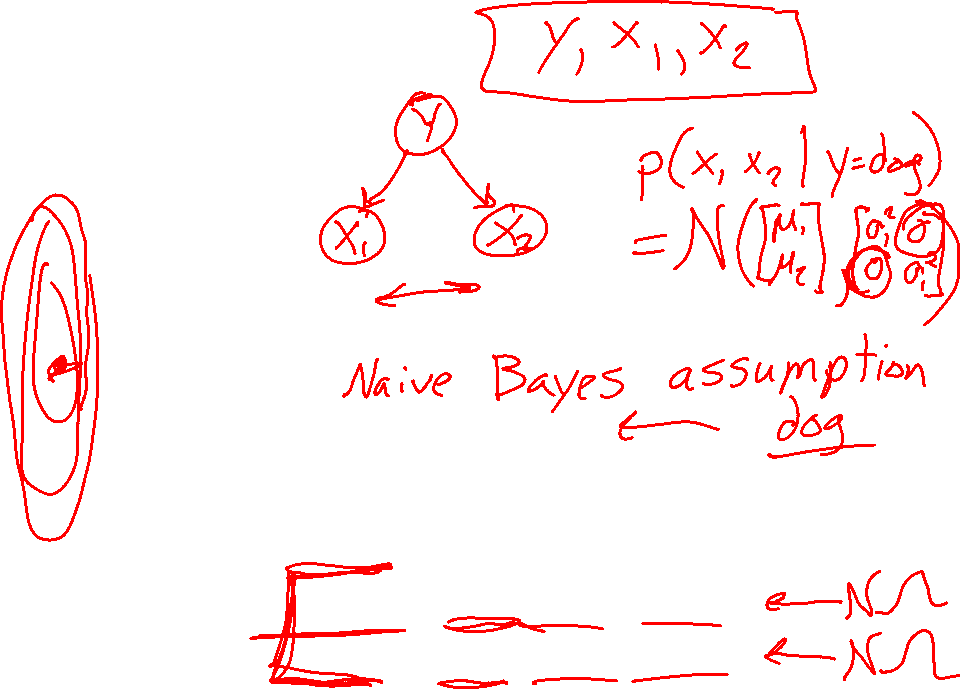 Y, X₁, X₂
Y
X₁ X₂
p(X₁ X₂ | Y=dog)
= N([μ₁ μ₂], [σ₁² 0 0 σ₁²])
Naive Bayes assumption
dog
N
N